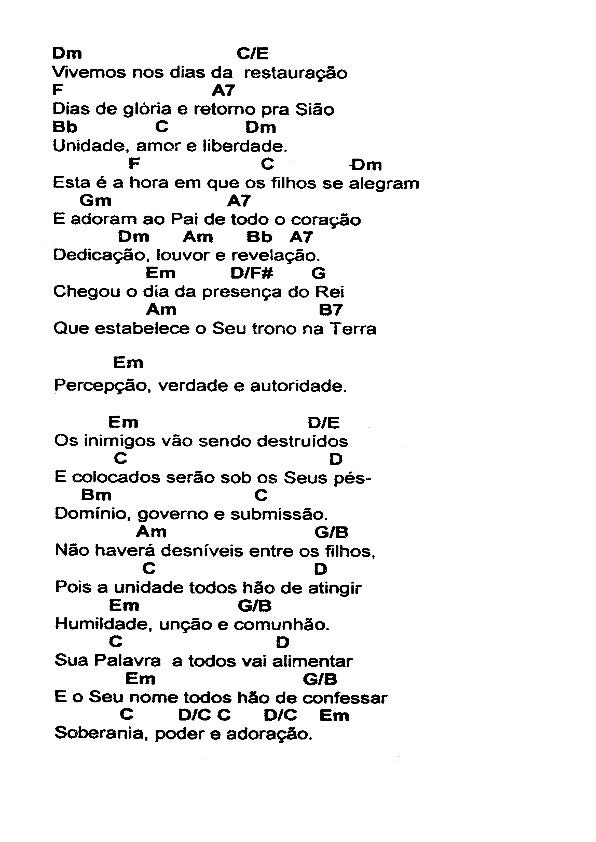 Dm C/E
Vivemos nos dias da restauração
F A7
Dias de glória e retorno pra Sião
Bb C Dm
Unidade, amor e liberdade.
F C Dm
Esta é a hora em que os filhos se alegram
Gm A7
E adoram ao Pai de todo o coração
Dm Am Bb A7
Dedicação, louvor e revelação.
Em D/F# G
Chegou o dia da presença do Rei
Am B7
Que estabelece o Seu trono na Terra
Em
Percepção, verdade e autoridade.
Em D/E
Os inimigos vão sendo destruídos
C D
E colocados serão sob os Seus pés-
Bm C
Domínio, governo e submissão.
Am G/B
Não haverá desníveis entre os filhos,
C D
Pois a unidade todos hão de atingir
Em G/B
Humildade, unção e comunhão.
C D
Sua Palavra a todos vai alimentar
Em G/B
E o Seu nome todos hão de confessar
C D/C C D/C Em
Soberania, poder e adoração.